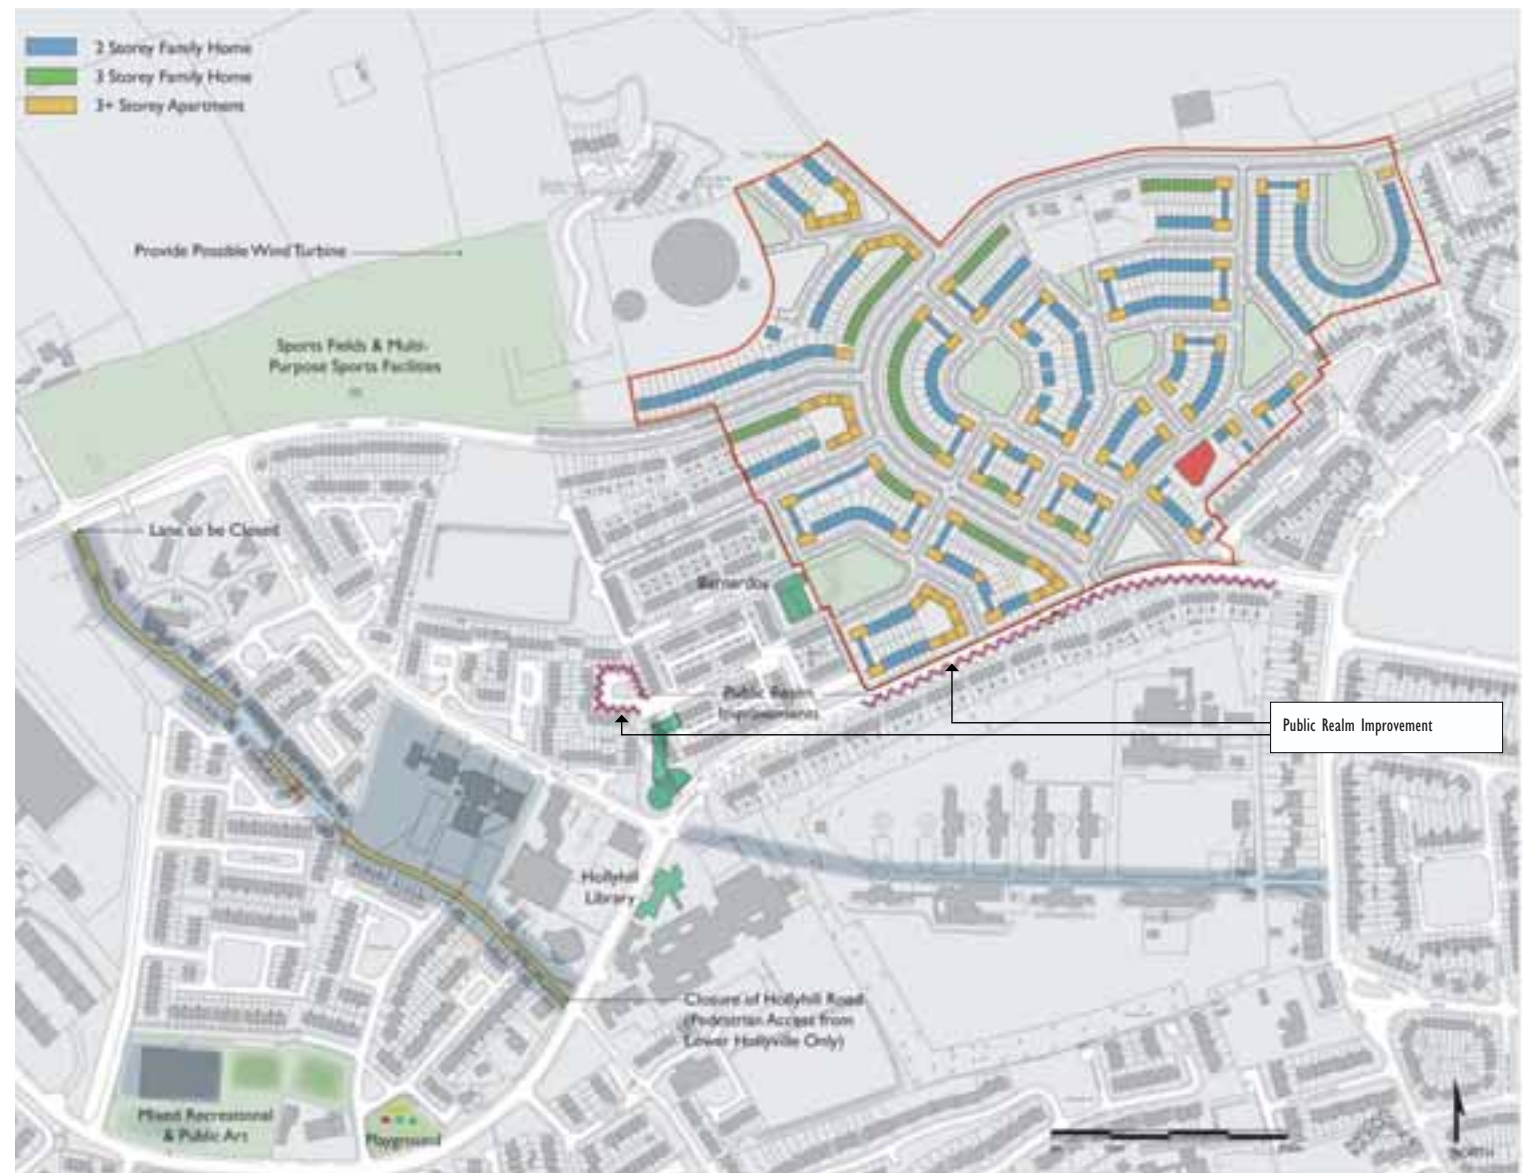 2 Storey Family Home
3 Storey Family Home
3+ Storey Apartment
Provide Possible Wind Turbine
Sports Fields & Multi-
Purpose Sports Facilities
Lane to be Closed
Barnardos
Public Realm
Improvements
Public Realm Improvement
Hollyhill
Library
Closure of Hollyhill Road
(Pedestrian Access from
Lower Hollyville Only)
Mixed Recreational
& Public Art
Playground
NORTH